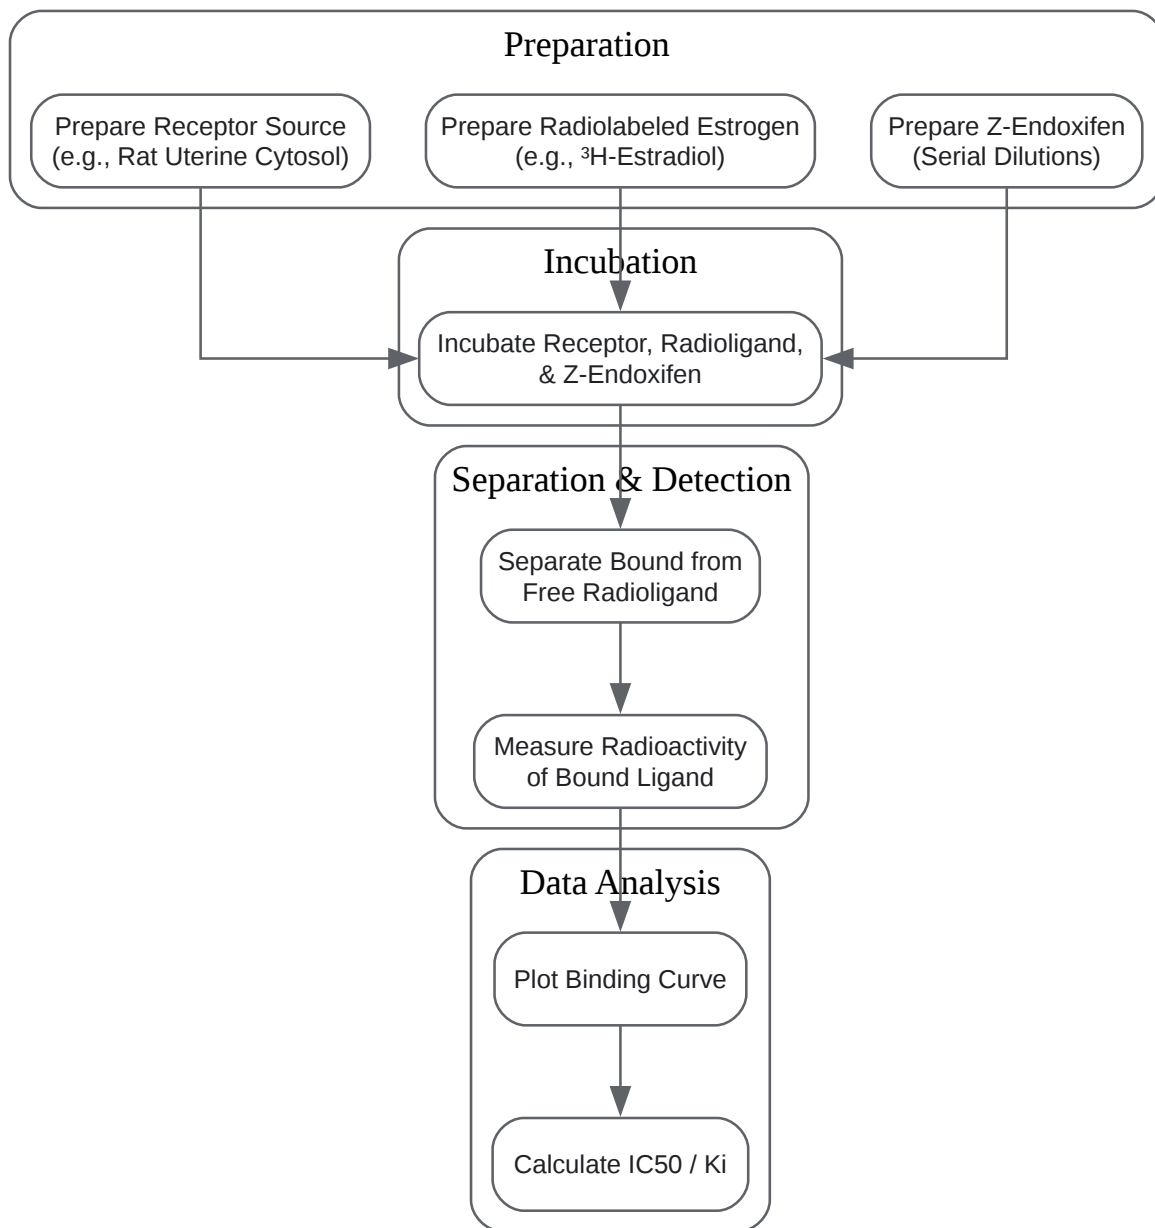 Preparation
Prepare Receptor Source
(e.g., Rat Uterine Cytosol)
Prepare Radiolabeled Estrogen
(e.g., ³H-Estradiol)
Prepare Z-Endoxifen
(Serial Dilutions)
Incubation
Incubate Receptor, Radioligand,
& Z-Endoxifen
Separation & Detection
Separate Bound from
Free Radioligand
Measure Radioactivity
of Bound Ligand
Data Analysis
Plot Binding Curve
Calculate IC50 / Ki